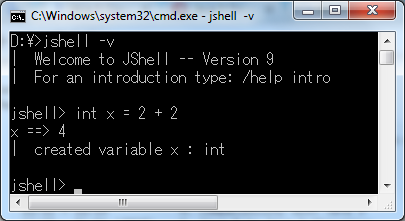 C:\Windows\system32\cmd.exe - jshell  -v
D:¥>jshell -v
|  Welcome to JShell -- Version 9
|  For an introduction type: /help intro
jshell> int x = 2 + 2
x ==> 4
|  created variable x : int
jshell>